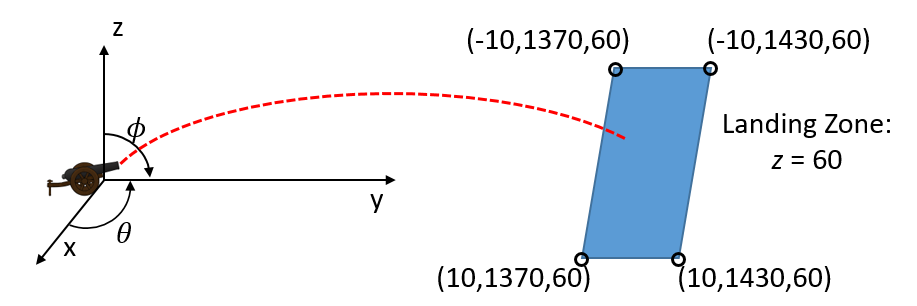 z
(-10,1370,60)
(-10,1430,60)
ϕ
Landing Zone:
z = 60
y
x
θ
(10,1370,60)
(10,1430,60)